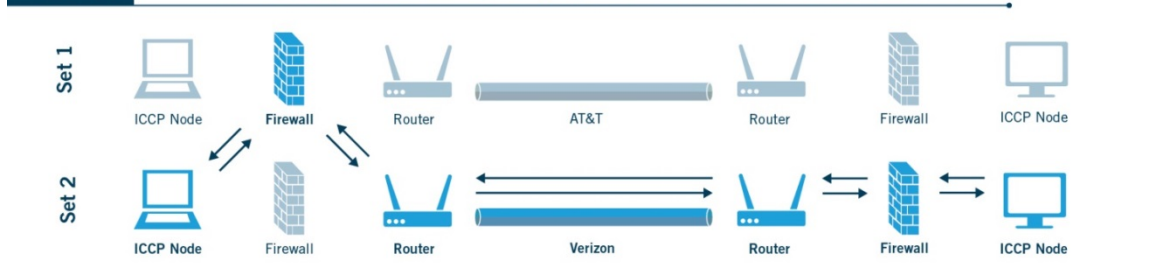 Set 1
ICCP Node
Firewall
Router
AT&T
Router
Firewall
ICCP Node
Set 2
ICCP Node
Firewall
Router
Verizon
Router
Firewall
ICCP Node